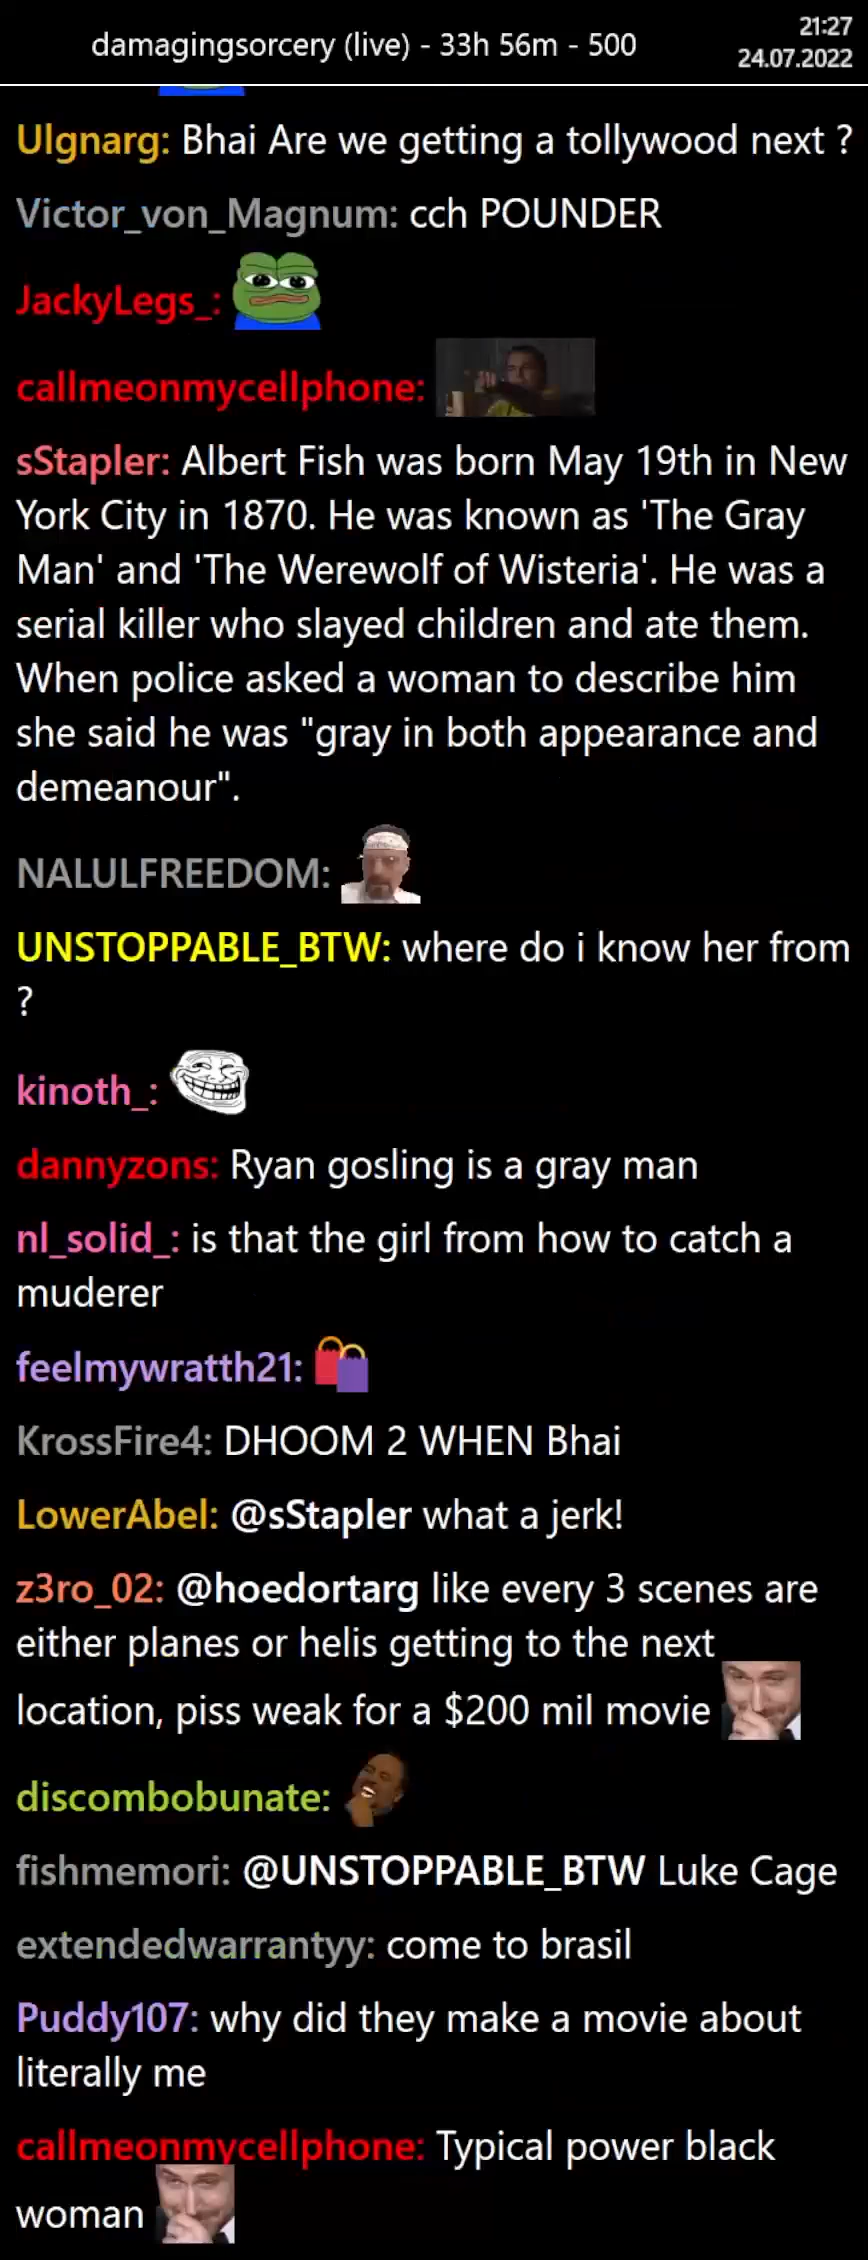 damagingsorcery (live) - 33h 56m - 500
21:27
24.07.2022
Ulgnarg: Bhai Are we getting a tollywood next ?
Victor_von_Magnum: cch POUNDER
JackyLegs_:
callmeonmycellphone:
sStapler: Albert Fish was born May 19th in New
York City in 1870. He was known as 'The Gray
Man' and 'The Werewolf of Wisteria'. He was a
serial killer who slayed children and ate them.
When police asked a woman to describe him
she said he was "gray in both appearance and
demeanour".
NALULFREEDOM:
UNSTOPPABLE_BTW: where do i know her from
?
kinoth_:
dannyzons: Ryan gosling is a gray man
nl_solid_: is that the girl from how to catch a
muderer
feelmywratth21:
KrossFire4: DHOOM 2 WHEN Bhai
LowerAbel: @sStapler what a jerk!
z3ro_02: @hoedortarg like every 3 scenes are
either planes or helis getting to the next
location, piss weak for a $200 mil movie
discombobunate:
fishmemori: @UNSTOPPABLE_BTW Luke Cage
extendedwarrantyy: come to brasil
Puddy107: why did they make a movie about
literally me
callmeonmycellphone: Typical power black
woman